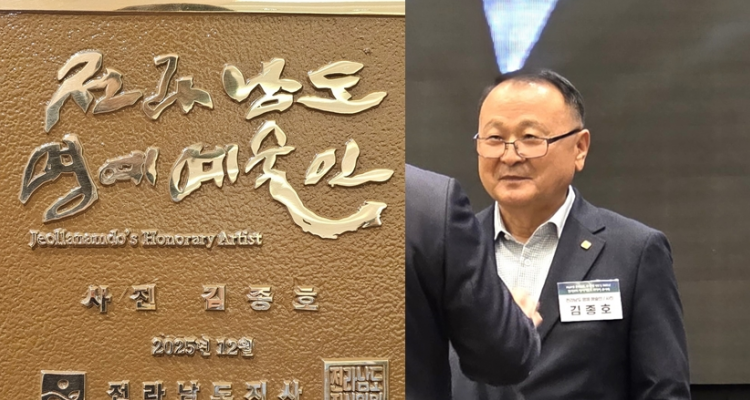 전라남도
명예예술인
Jeollanamdo's Honorary Artist
사진 김종호
2025년 12월
전라남도지사
김종호